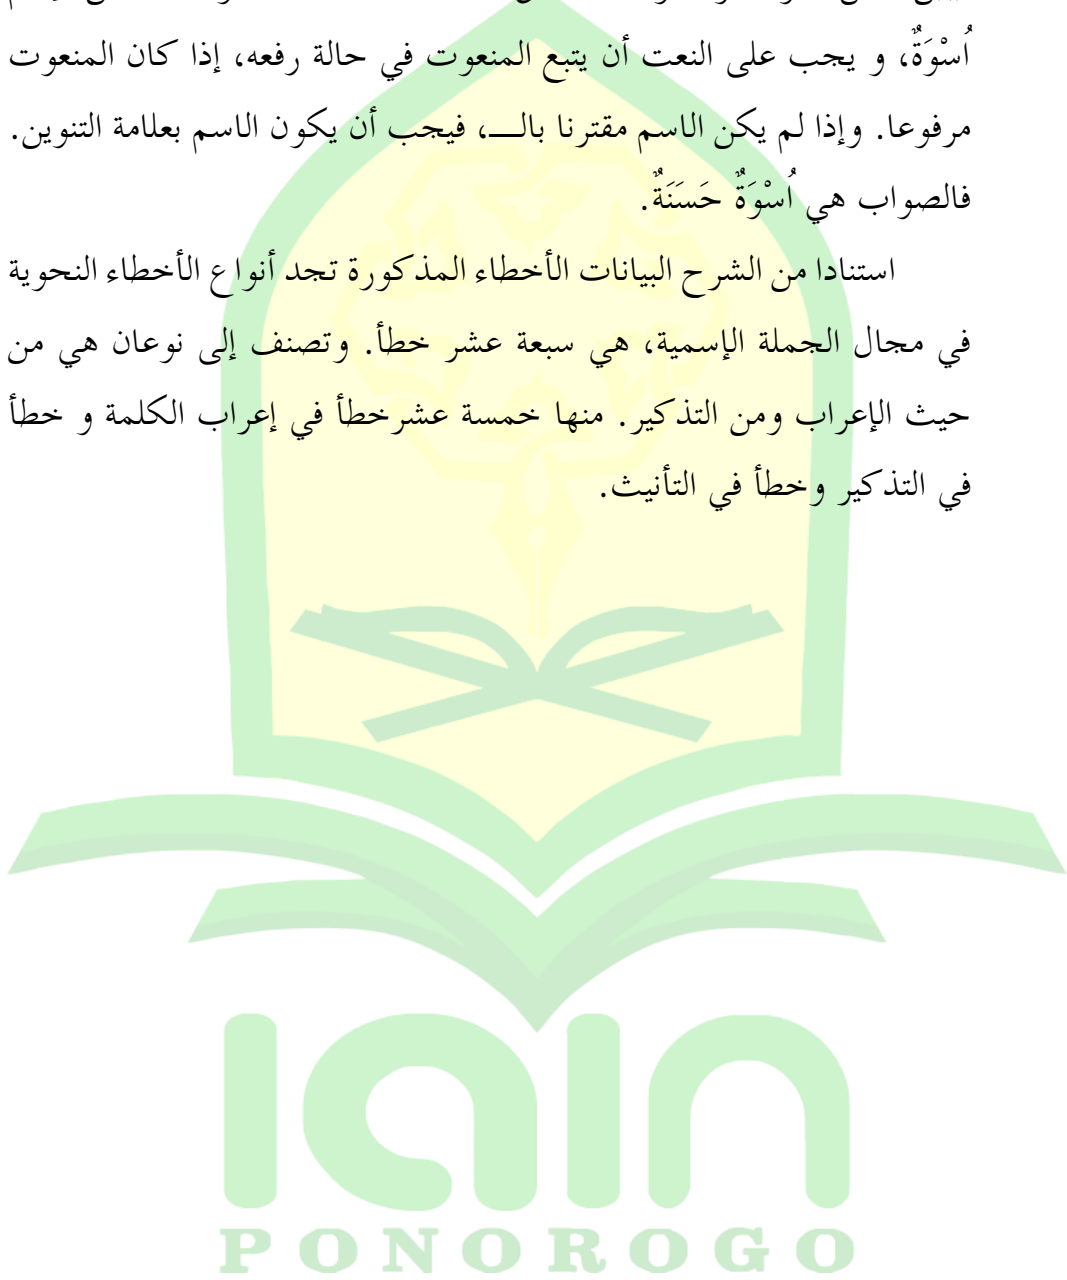 اُسْوَةٌ، و يجب على النعت أن يتبع المنعوت في حالة رفعه، إذا كان المنعوت
مرفوعا. وإذا لم يكن الاسم مقترنا بالـــ، فيجب أن يكون الاسم بعلامة التنوين.
فالصواب هي اُسْوَةٌ حَسَنَةٌ.
استنادا من الشرح البيانات الأخطاء المذكورة تجد أنواع الأخطاء النحوية
في مجال الجملة الإسمية، هي سبعة عشر خطأ. وتصنف إلى نوعان هي من
حيث الإعراب ومن التذكير. منها خمسة عشرخطأ في إعراب الكلمة و خطأ
في التذكير وخطأ في التأنيث.
IAIN
PONOROGO